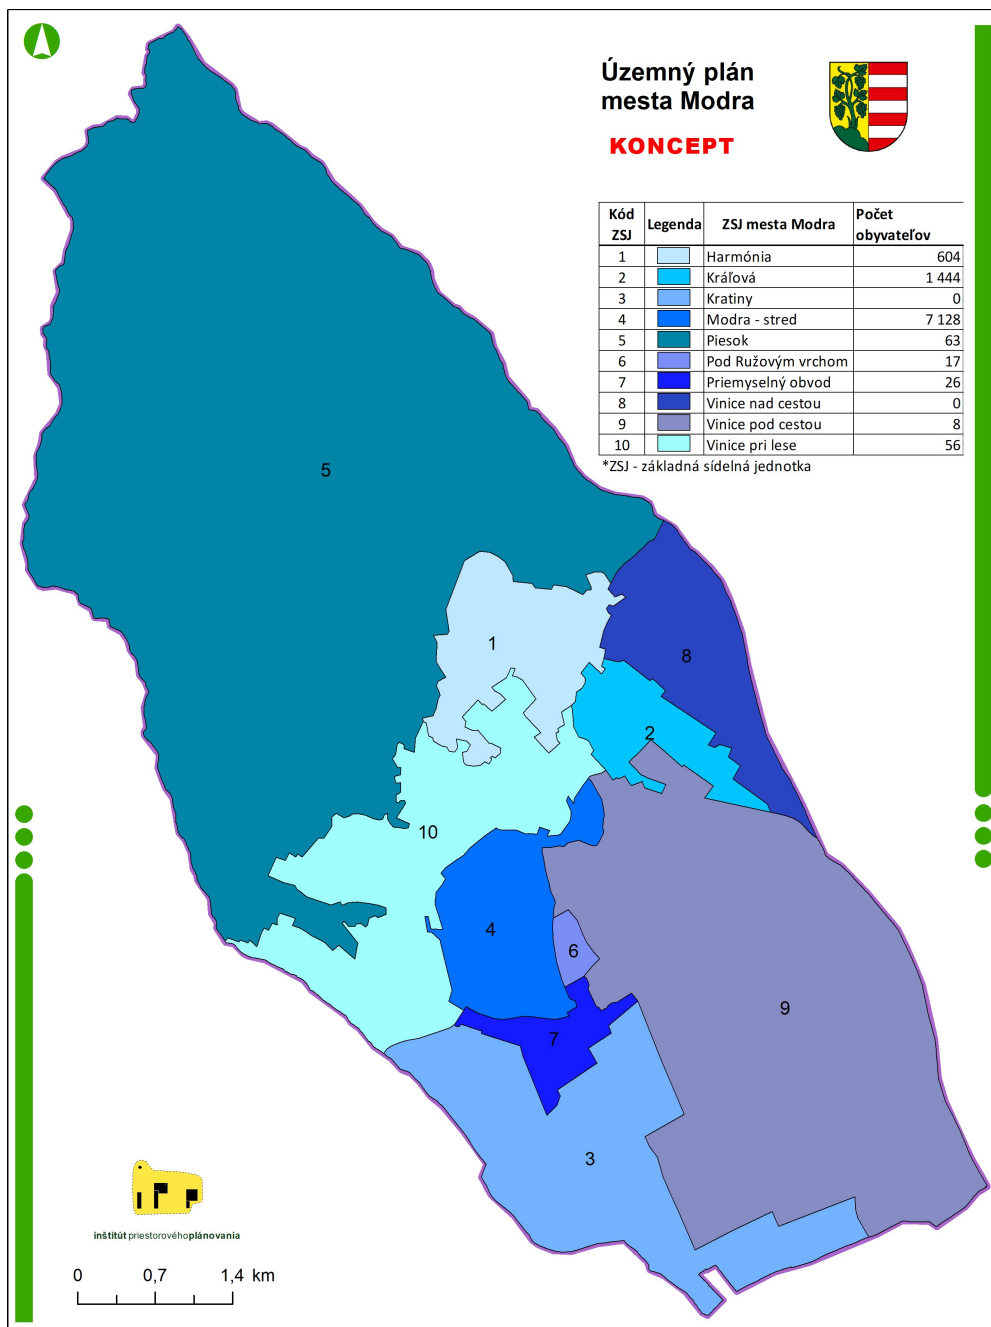 Územný plán
mesta Modra
KONCEPT
Kód ZSJ Legenda ZSJ mesta Modra Počet obyvateľov
1 Harmónia 604
2 Kráľová 1 444
3 Kratiny 0
4 Modra - stred 7 128
5 Piesok 63
6 Pod Ružovým vrchom 17
7 Priemyselný obvod 26
8 Vinice nad cestou 0
9 Vinice pod cestou 8
10 Vinice pri lese 56
*ZSJ - základná sídelná jednotka
5
1
8
2
10
4
6
9
7
3
inštitút priestorovéhoplánovania
0 0,7 1,4 km